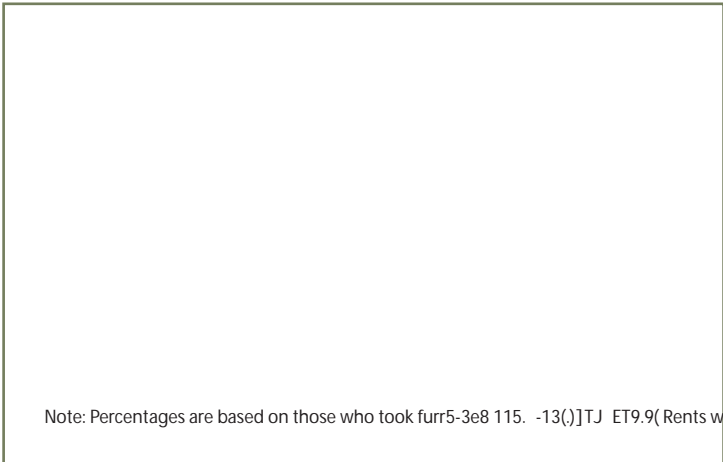 Note: Percentages are based on those who took furr5-3e8 115. -13(.)]TJ ET9.9( Rents w